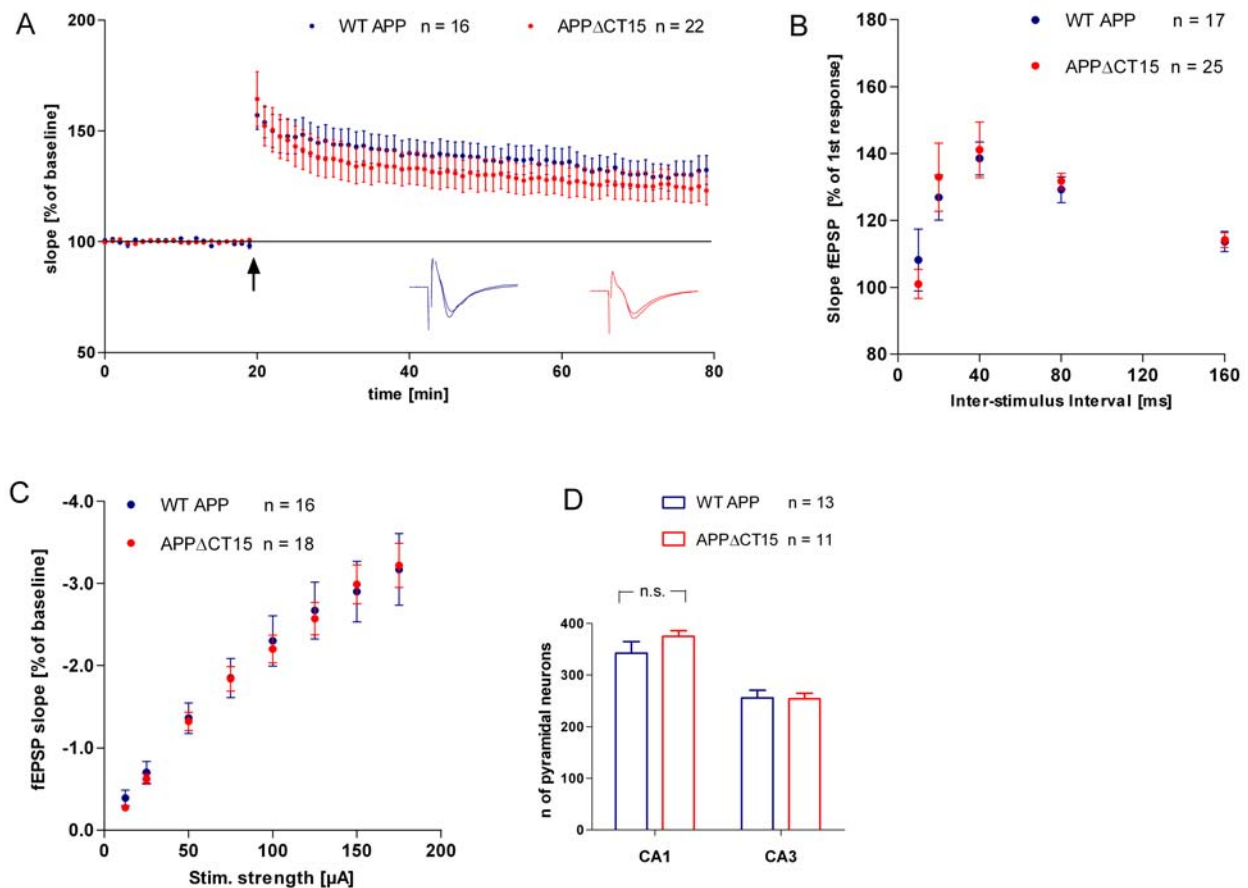 A
WT APP n = 16 APPΔCT15 n = 22
slope [% of baseline]
150
100
50
0 20 40 60 80
time [min]
B
WT APP n = 17
APPΔCT15 n = 25
Slope fEPSP [% of 1st response]
180
160
140
120
100
80
0 40 80 120 160
Inter-stimulus Interval [ms]
C
WT APP n = 16
APPΔCT15 n = 18
fEPSP slope [% of baseline]
-4.0
-3.0
-2.0
-1.0
0.0
0 50 100 150 200
Stim. strength [µA]
D
WT APP n = 13
APPΔCT15 n = 11
n.s.
n of pyramidal neurons
400
300
200
100
0
CA1 CA3